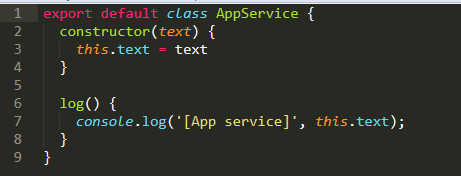 1 export default class AppService {
2   constructor(text) {
3     this.text = text
4   }
5
6   log() {
7     console.log('[App service]', this.text);
8   }
9 }